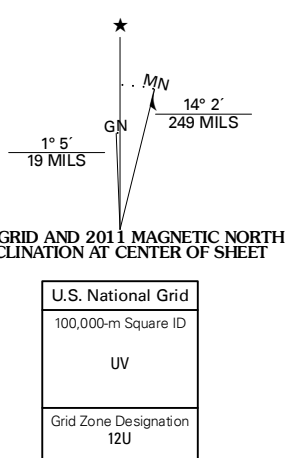 ★
MN
GN
14° 2´
249 MILS
1° 5´
19 MILS
GRID AND 2011 MAGNETIC NORTH
CLINATION AT CENTER OF SHEET
U.S. National Grid
100,000-m Square ID
UV
Grid Zone Designation
12U